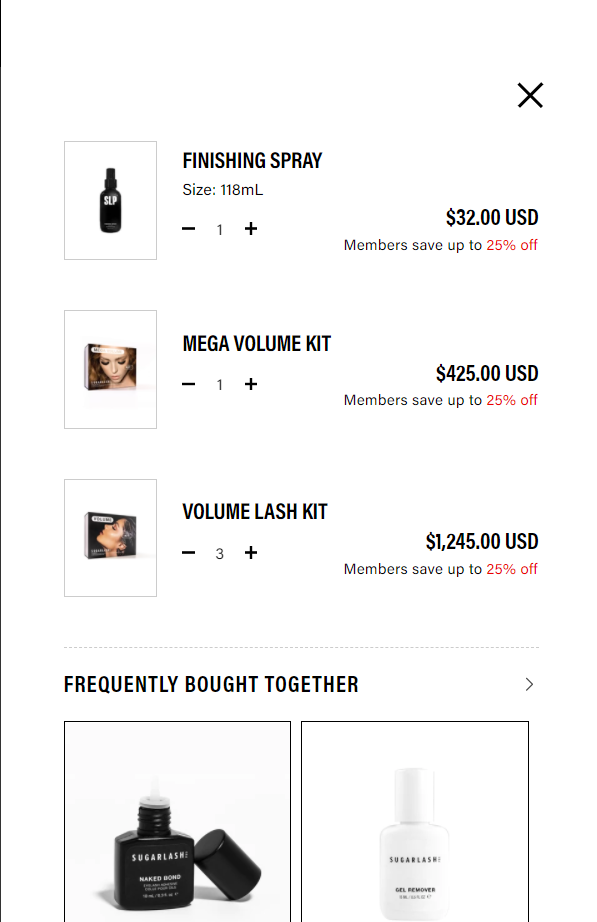 FINISHING SPRAY
Size: 118mL
SLP
1
$32.00 USD
Members save up to 25% off
MEGA VOLUME KIT
1
$425.00 USD
Members save up to 25% off
VOLUME LASH KIT
VOLUME
3
$1,245.00 USD
Members save up to 25% off
FREQUENTLY BOUGHT TOGETHER
SUGARLASH
NAKED BOND
SUGARLASH
GEL REMOVER